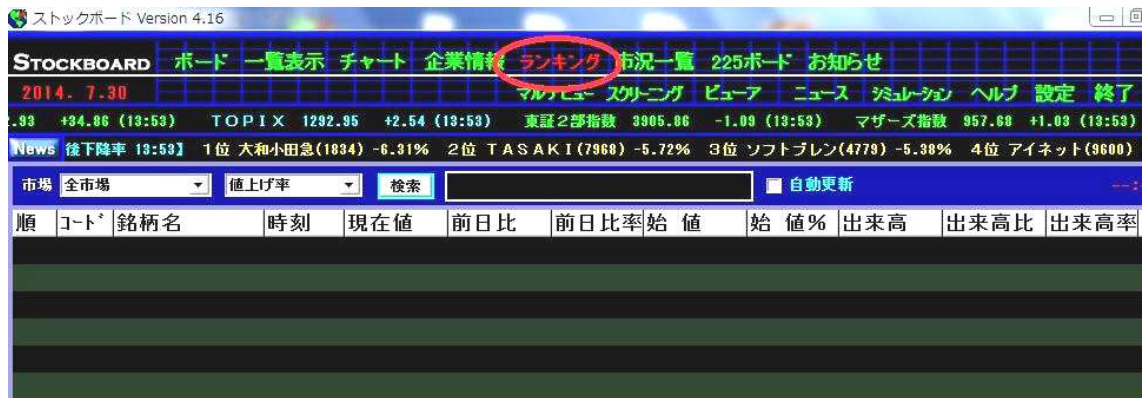 ストックボード Version 4.16
STOCKBOARD ボード 一覧表示 チャート 企業情報 ランキング 市況一覧 225ボード お知らせ
2014. 7.30 マルチビュー スクリーニング ビューア ニュース シミュレーション ヘルプ 設定 終了
.93 +34.86 (13:53) TOPIX 1292.95 +2.54 (13:53) 東証2部指数 3905.86 -1.09 (13:53) マザーズ指数 957.68 +1.03 (13:53)
News 後下降率 13:53】 1位 大和小田急(1834) -6.31% 2位 TASAKI(7968) -5.72% 3位 ソフトブレン(4779) -5.38% 4位 アイネット(9600)
市場 全市場 値上げ率 検索 自動更新 --:
順 コード 銘柄名 時刻 現在値 前日比 前日比率 始 値 始 値% 出来高 出来高比 出来高率